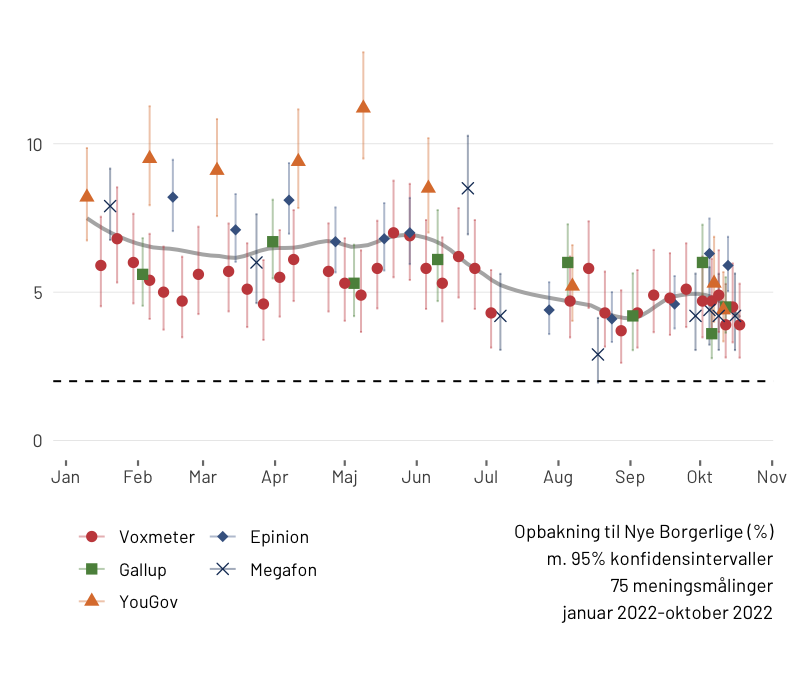 10
5
0
Jan Feb Mar Apr Maj Jun Jul Aug Sep Okt Nov
Voxmeter Epinion
Gallup Megafon
YouGov
Opbakning til Nye Borgerlige (%)
m. 95% konfidensintervaller
75 meningsmålinger
januar 2022-oktober 2022